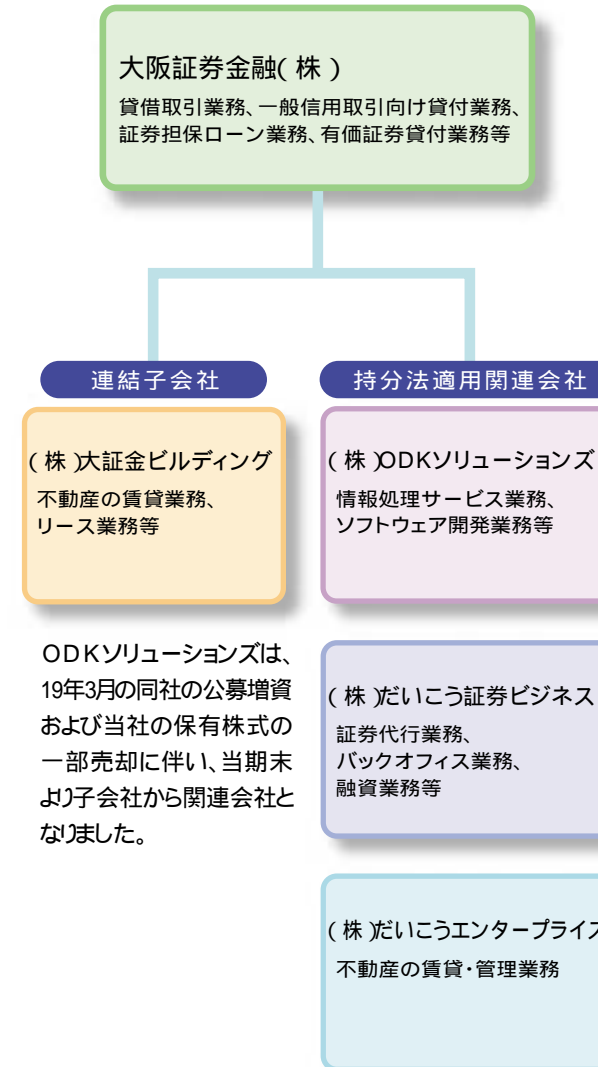 大阪証券金融(株)
貸借取引業務、一般信用取引向け貸付業務、
証券担保ローン業務、有価証券貸付業務等
連結子会社
(株)大証金ビルディング
不動産の賃貸業務、
リース業務等
ODKソリューションズは、
19年3月の同社の公募増資
および当社の保有株式の
一部売却に伴い、当期末
より子会社から関連会社と
なりました。
持分法適用関連会社
(株)ODKソリューションズ
情報処理サービス業務、
ソフトウェア開発業務等
(株)だいこう証券ビジネス
証券代行業務、
バックオフィス業務、
融資業務等
(株)だいこうエンタープライズ
不動産の賃貸・管理業務